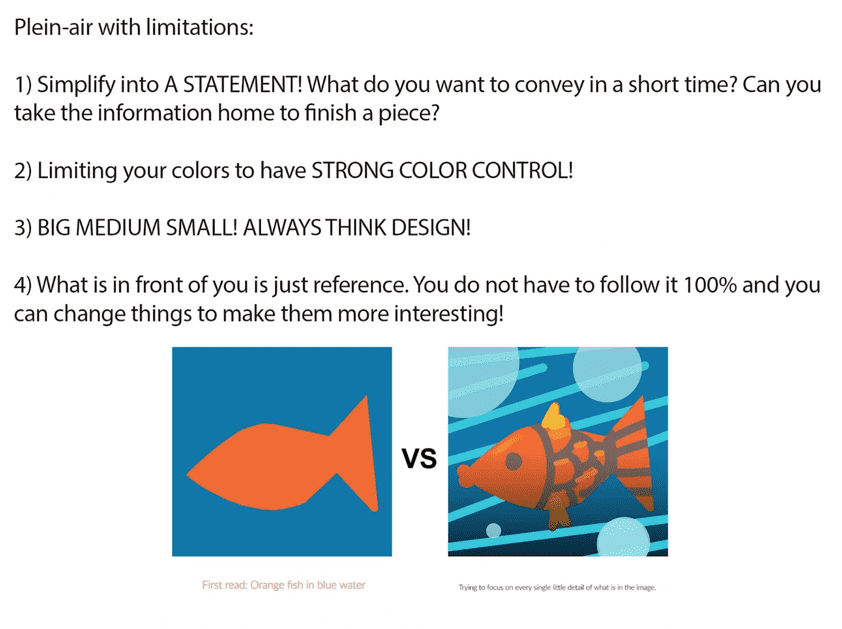 Plein-air with limitations:
1) Simplify into A STATEMENT! What do you want to convey in a short time? Can you
take the information home to finish a piece?
2) Limiting your colors to have STRONG COLOR CONTROL!
3) BIG MEDIUM SMALL! ALWAYS THINK DESIGN!
4) What is in front of you is just reference. You do not have to follow it 100% and you
can change things to make them more interesting!
VS
First read: Orange fish in blue water
Trying to focus on every single little detail of what is in the image.